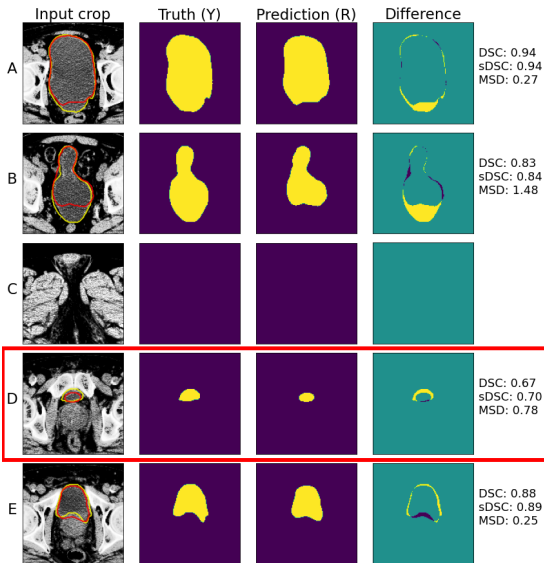 Input crop Truth (Y) Prediction (R) Difference
A
DSC: 0.94
sDSC: 0.94
MSD: 0.27
B
DSC: 0.83
sDSC: 0.84
MSD: 1.48
C
D
DSC: 0.67
sDSC: 0.70
MSD: 0.78
E
DSC: 0.88
sDSC: 0.89
MSD: 0.25